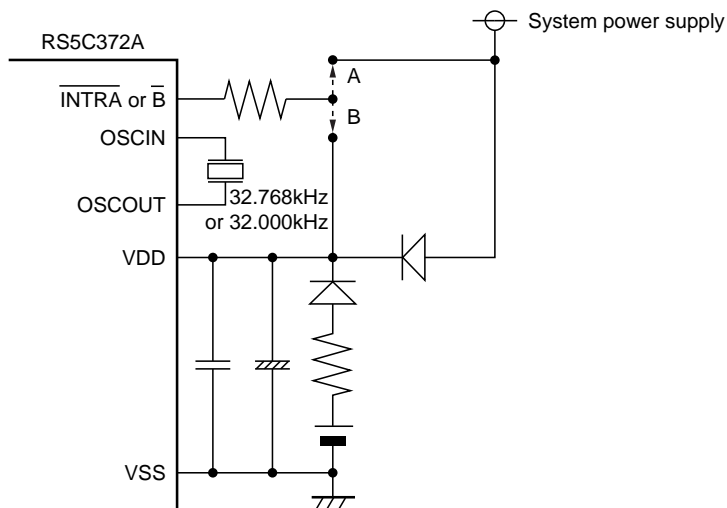 System power supply
RS5C372A
A
INTRA or B
B
OSCIN
OSCOUT
32.768kHz
or 32.000kHz
VDD
VSS